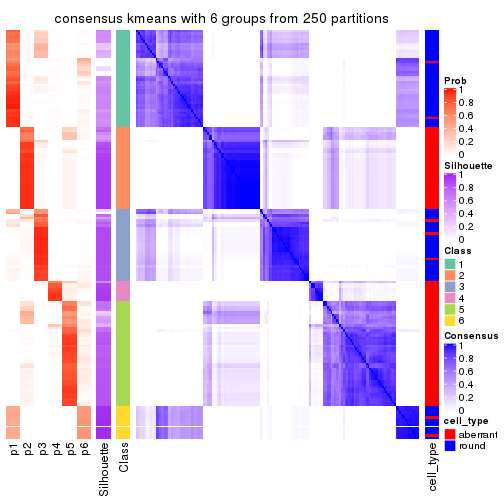 consensus kmeans with 6 groups from 250 partitions
Prob
1
0.8
0.6
0.4
0.2
0
Silhouette
1
0.8
0.6
0.4
0.2
0
Class
1
2
3
4
5
6
Consensus
1
0.8
0.6
0.4
0.2
0
cell_type
aberrant
round
p1
p2
p3
p4
p5
p6
Silhouette
Class
cell_type